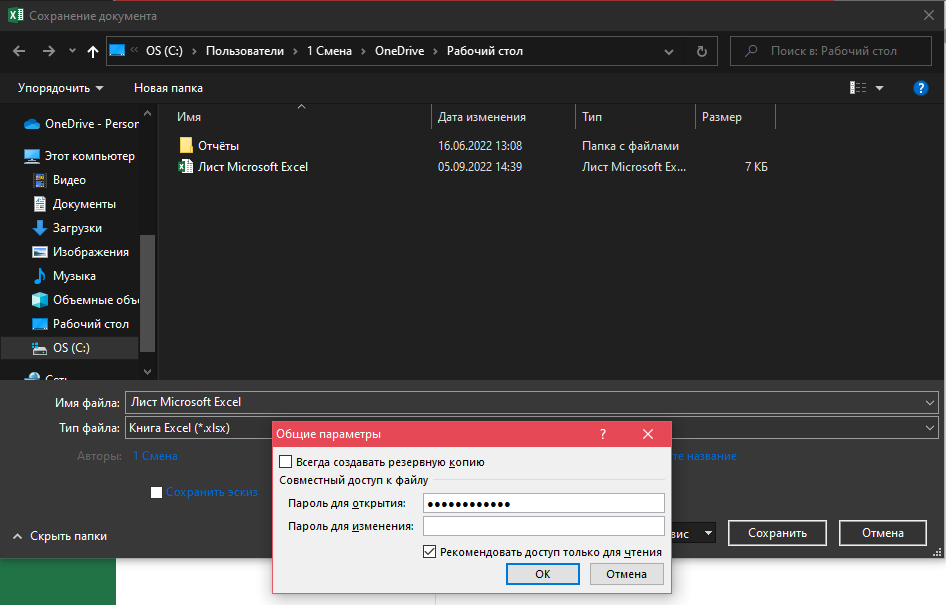 Сохранение документа
OS (C:) Пользователи 1 Смена OneDrive Рабочий стол
Поиск в: Рабочий стол
Упорядочить Новая папка
?
OneDrive - Person
Этот компьютер
Видео
Документы
Загрузки
Изображения
Музыка
Объемные объ
Рабочий стол
OS (C:)
Сеть
Имя Дата изменения Тип Размер
Отчёты 16.06.2022 13:08 Папка с файлами
Лист Microsoft Excel 05.09.2022 14:39 Лист Microsoft Ex... 7 КБ
Имя файла: Лист Microsoft Excel
Тип файла: Книга Excel (*.xlsx)
Авторы: 1 Смена
те название
Сохранить эскиз
Скрыть папки
вис
Сохранить
Отмена
Общие параметры
?
Всегда создавать резервную копию
Совместный доступ к файлу
Пароль для открытия: ●●●●●●●●●●●●
Пароль для изменения:
Рекомендовать доступ только для чтения
ОК
Отмена